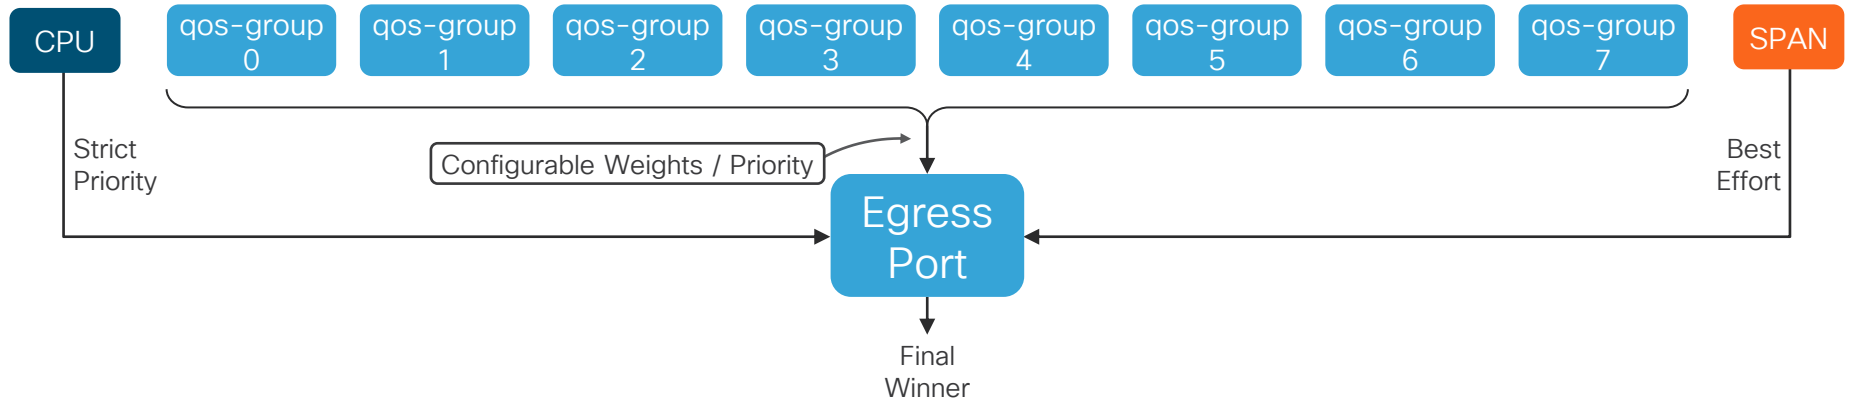 CPU
qos-group
0
qos-group
1
qos-group
2
qos-group
3
qos-group
4
qos-group
5
qos-group
6
qos-group
7
SPAN
Strict
Priority
Configurable Weights / Priority
Best
Effort
Egress
Port
Final
Winner